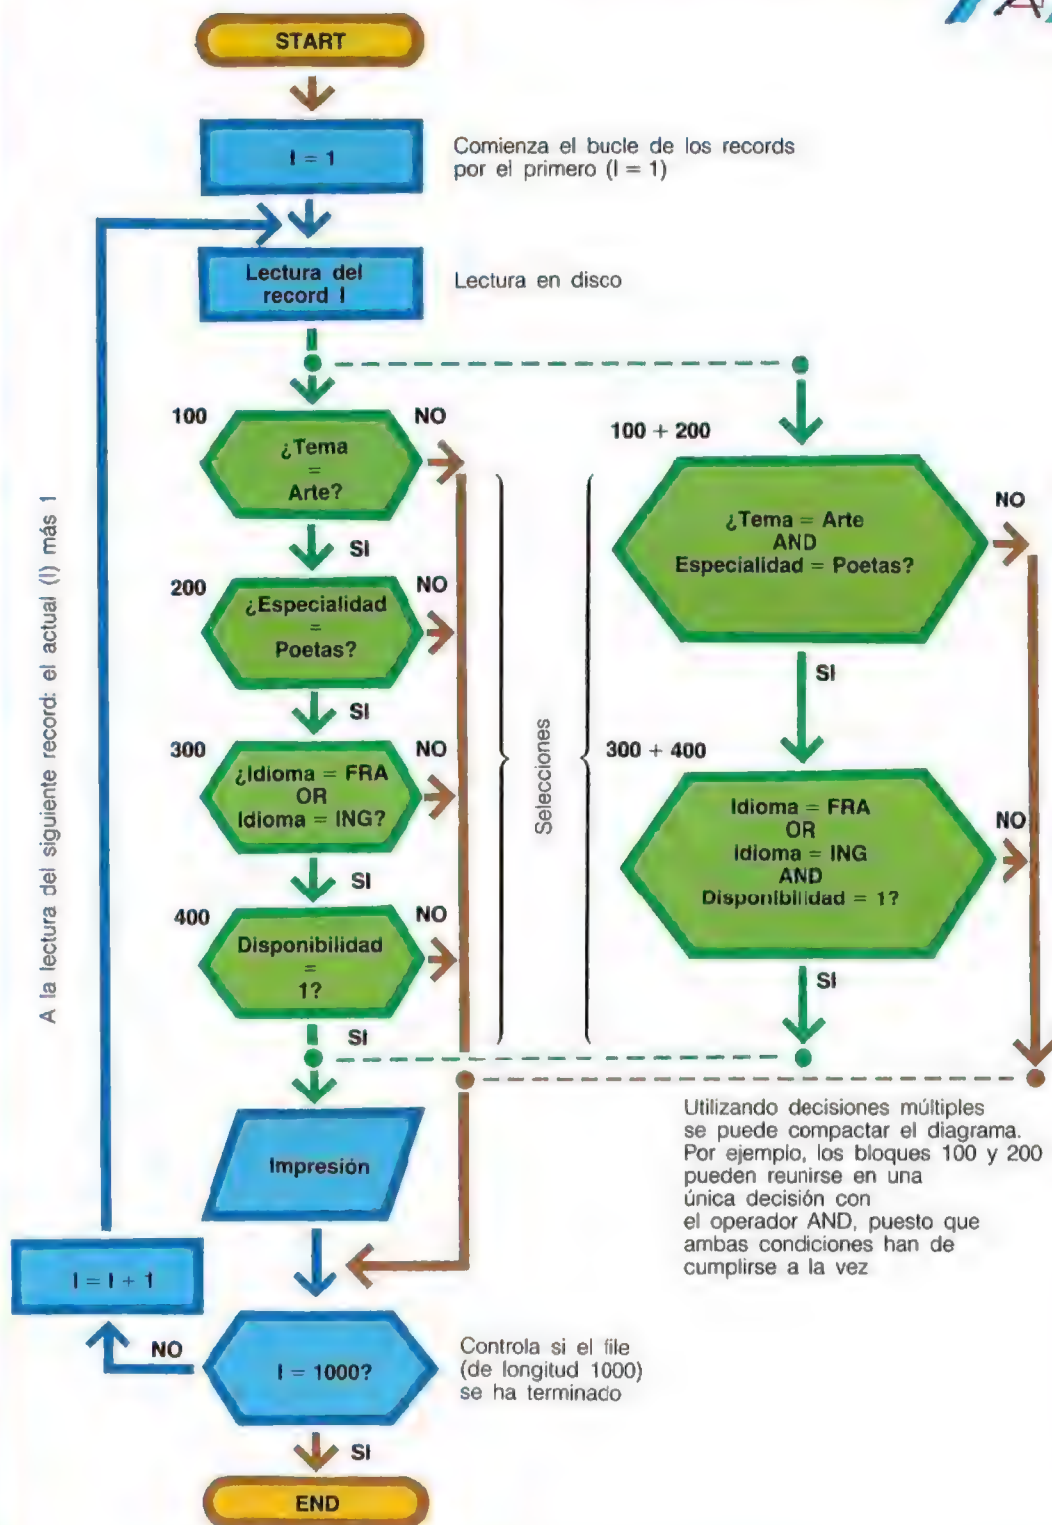 START
I = 1
Comienza el bucle de los records
por el primero (I = 1)
Lectura del
record I
Lectura en disco
100
NO
¿Tema
=
Arte?
SI
200
NO
¿Especialidad
=
Poetas?
SI
300
NO
¿Idioma = FRA
OR
Idioma = ING?
SI
400
NO
Disponibilidad
=
1?
SI
Selecciones
100 + 200
NO
¿Tema = Arte
AND
Especialidad = Poetas?
SI
300 + 400
NO
Idioma = FRA
OR
Idioma = ING
AND
Disponibilidad = 1?
SI
Impresión
Utilizando decisiones múltiples
se puede compactar el diagrama.
Por ejemplo, los bloques 100 y 200
pueden reunirse en una
única decisión con
el operador AND, puesto que
ambas condiciones han de
cumplirse a la vez
A la lectura del siguiente record: el actual (I) más 1
I = I + 1
NO
I = 1000?
Controla si el file
(de longitud 1000)
se ha terminado
SI
END